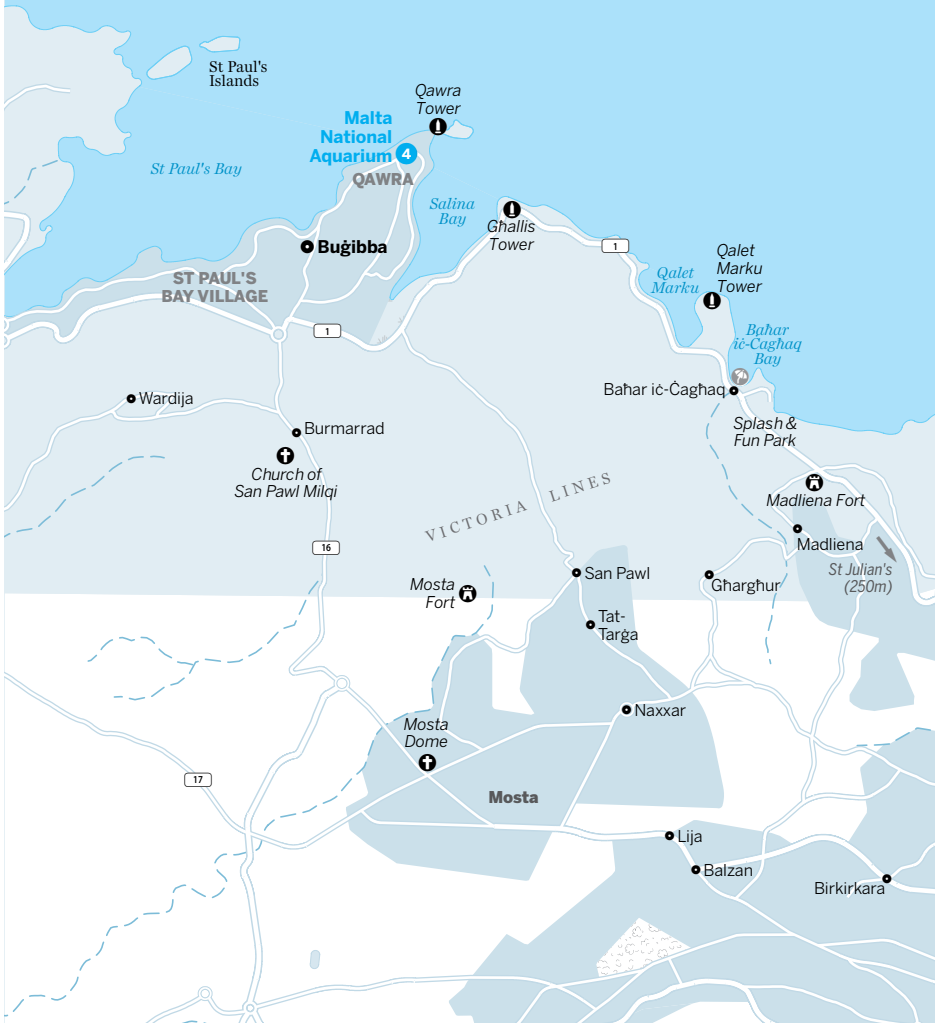 St Paul's
Islands
Qawra
Tower
Malta
National
Aquarium
4
St Paul's Bay
QAWRA
Salina
Bay
Għallis
Tower
1
Buġibba
Qalet
Marku
Tower
Qalet
Marku
ST PAUL'S
BAY VILLAGE
1
Baħar
iċ-Cagħaq
Bay
Baħar iċ-Ċagħaq
Wardija
Splash &
Fun Park
Burmarrad
Church of
San Pawl Milqi
VICTORIA LINES
Madliena Fort
16
Madliena
St Julian's
(250m)
San Pawl
Għargħur
Mosta
Fort
Tat-
Tarġa
Naxxar
Mosta
Dome
17
Mosta
Lija
Balzan
Birkirkara